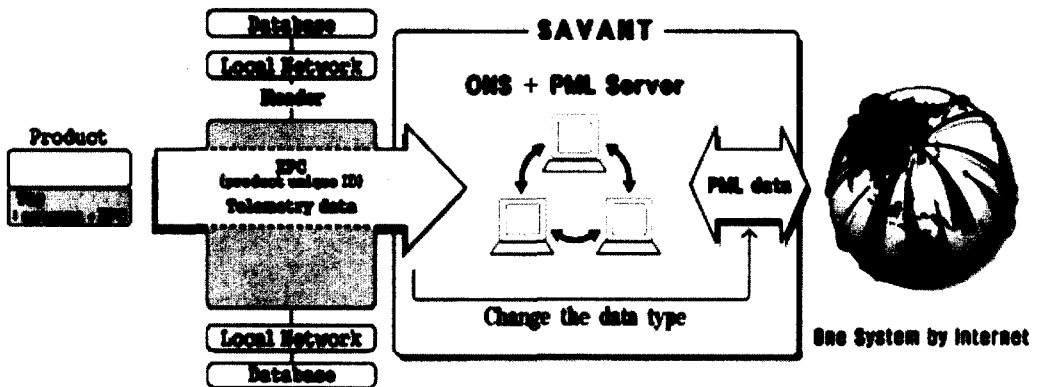 Database
Local Network
Reader
Product
Tag
EPC
(product unique ID)
Telemetry data
SAVANT
ONS + PML Server
PML data
Change the data type
One System by Internet
Local Network
Database